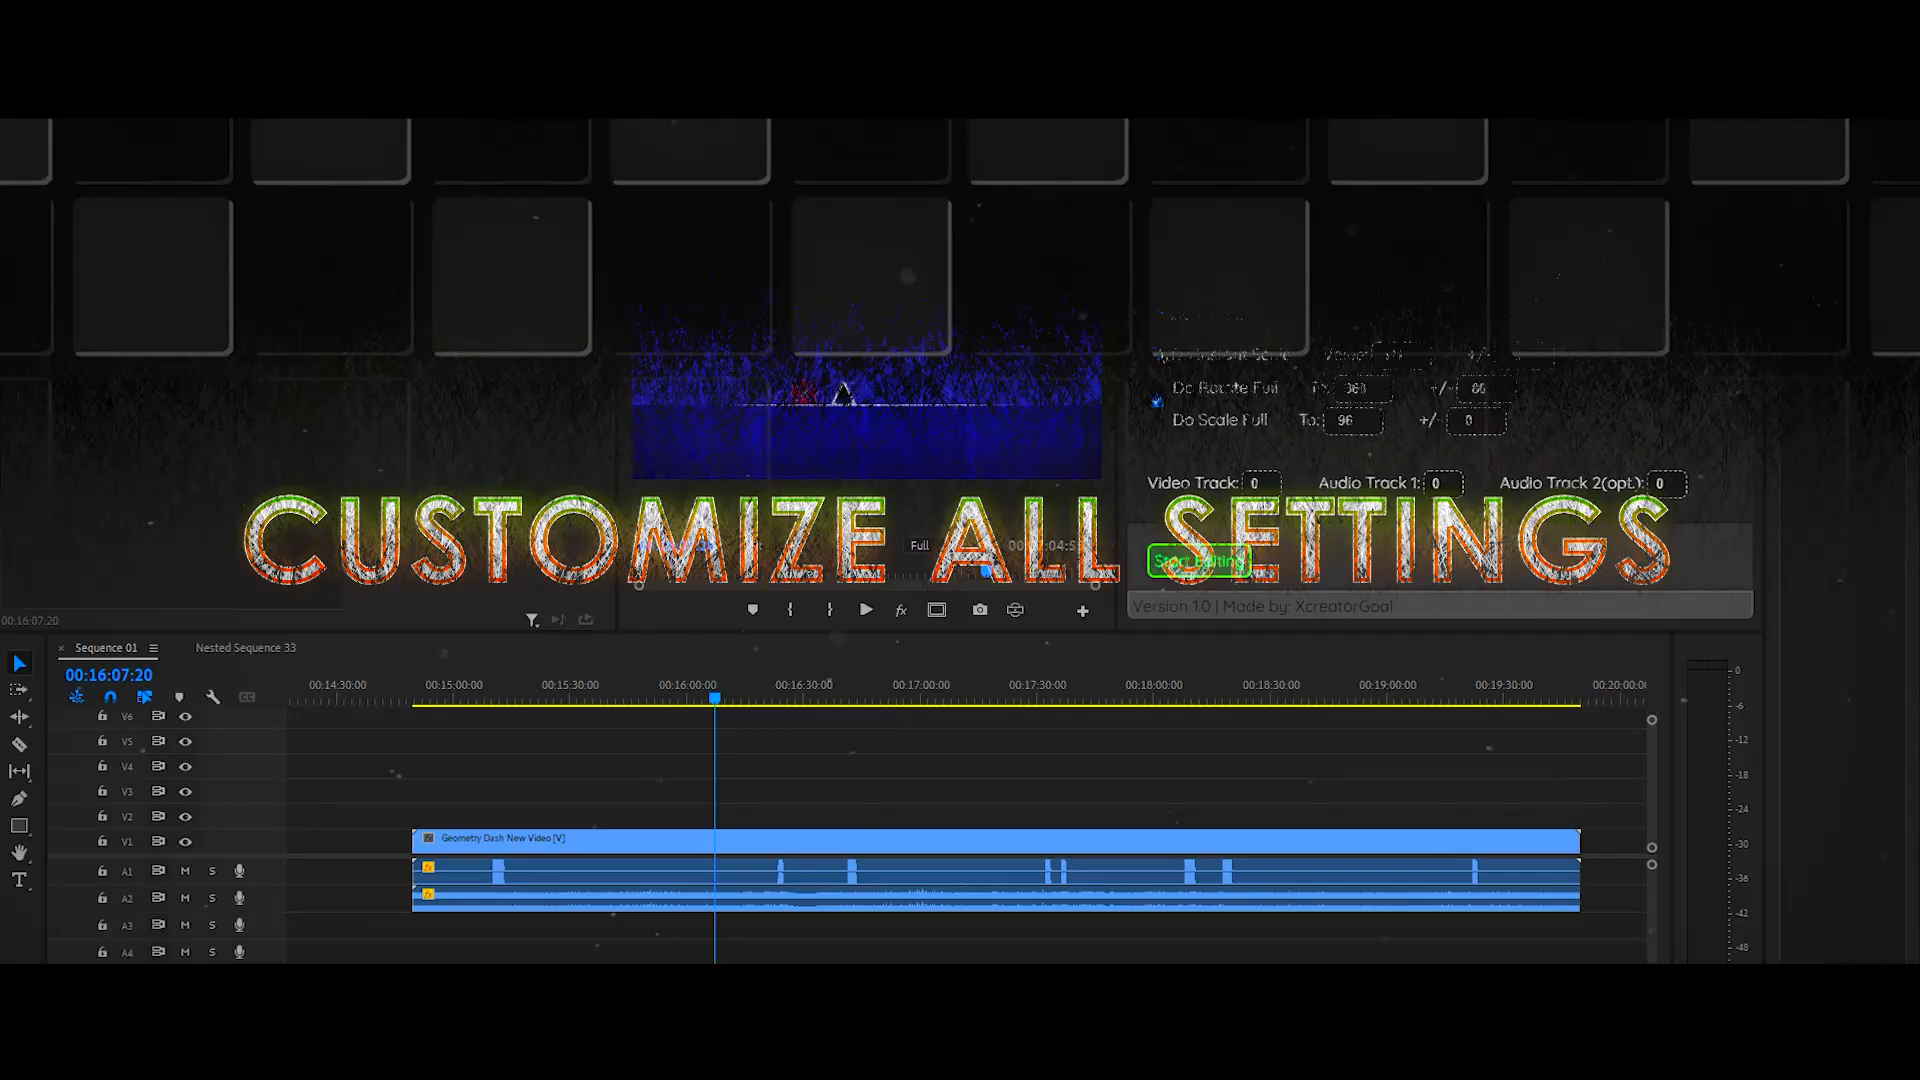 Do Rotate Full To: 360 +/-
Do Scale Full To: 96 +/- 0
Video Track: 0 Audio Track 1: 0 Audio Track 2(opt.): 0
CUSTOMIZE ALL SETTINGS
Full
Start Editing
Version 1.0 | Made by: XcreatorGoal
00:16:07:20
× Sequence 01 Nested Sequence 33
00:16:07:20
00:14:30:00 00:15:00:00 00:15:30:00 00:16:00:00 00:16:30:00 00:17:00:00 00:17:30:00 00:18:00:00 00:18:30:00 00:19:00:00 00:19:30:00 00:20:00:0
V6
V5
V4
V3
V2
V1 Geometry Dash New Video [V]
A1 M S fx
A2 M S fx
A3 M S
A4 M S
0
-6
-12
-18
-24
-30
-36
-42
-48